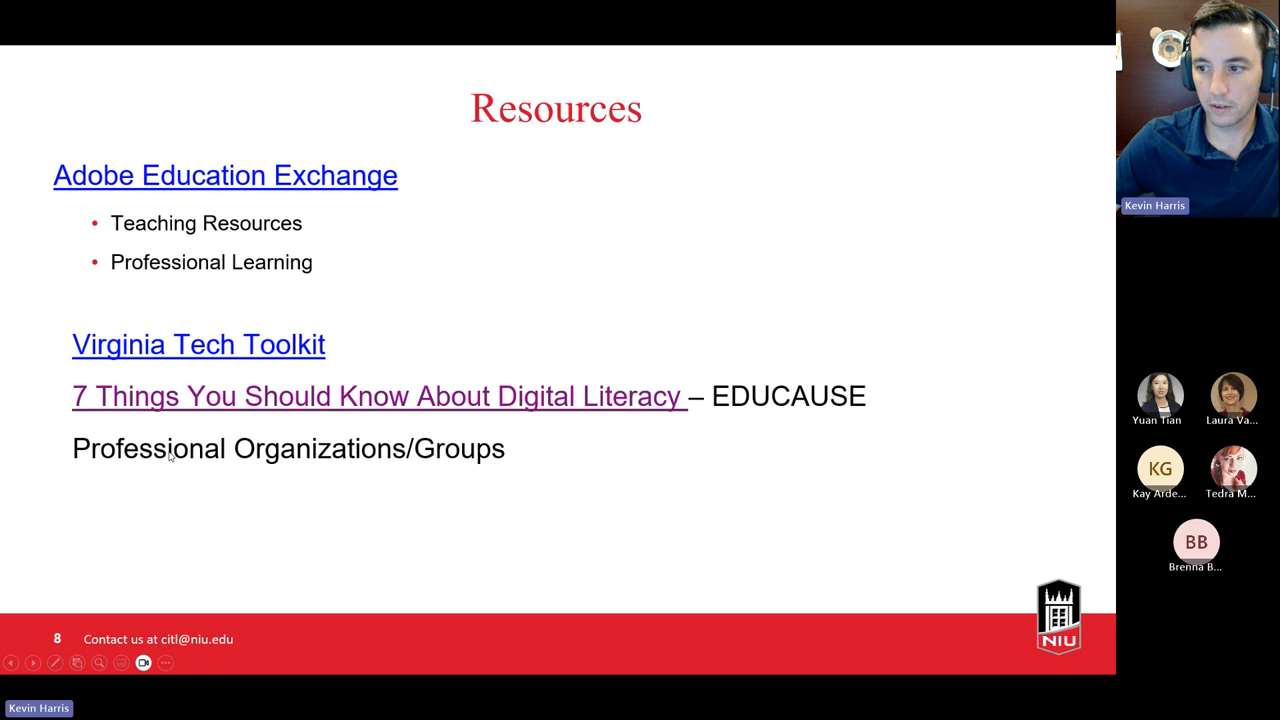 Resources
Adobe Education Exchange
• Teaching Resources
• Professional Learning
Virginia Tech Toolkit
7 Things You Should Know About Digital Literacy – EDUCAUSE
Professional Organizations/Groups
8 Contact us at citl@niu.edu
NIU
Kevin Harris
Kevin Harris
Yuan Tian
Laura Va...
KG
Kay Arde...
Tedra M...
BB
Brenna B...